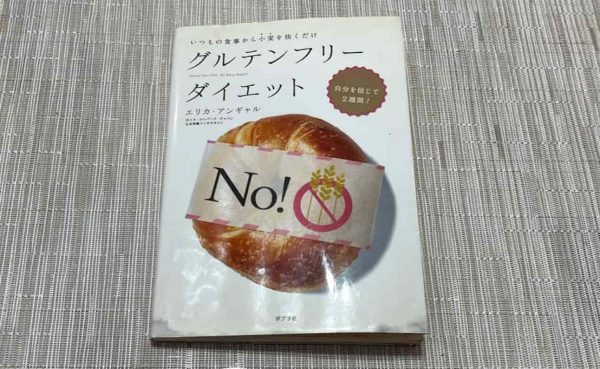 いつもの食事から小麦を抜くだけ
グルテンフリー
ダイエット
エリカ・アンギャル
自分を信じて
2週間!
No!
ポプラ社